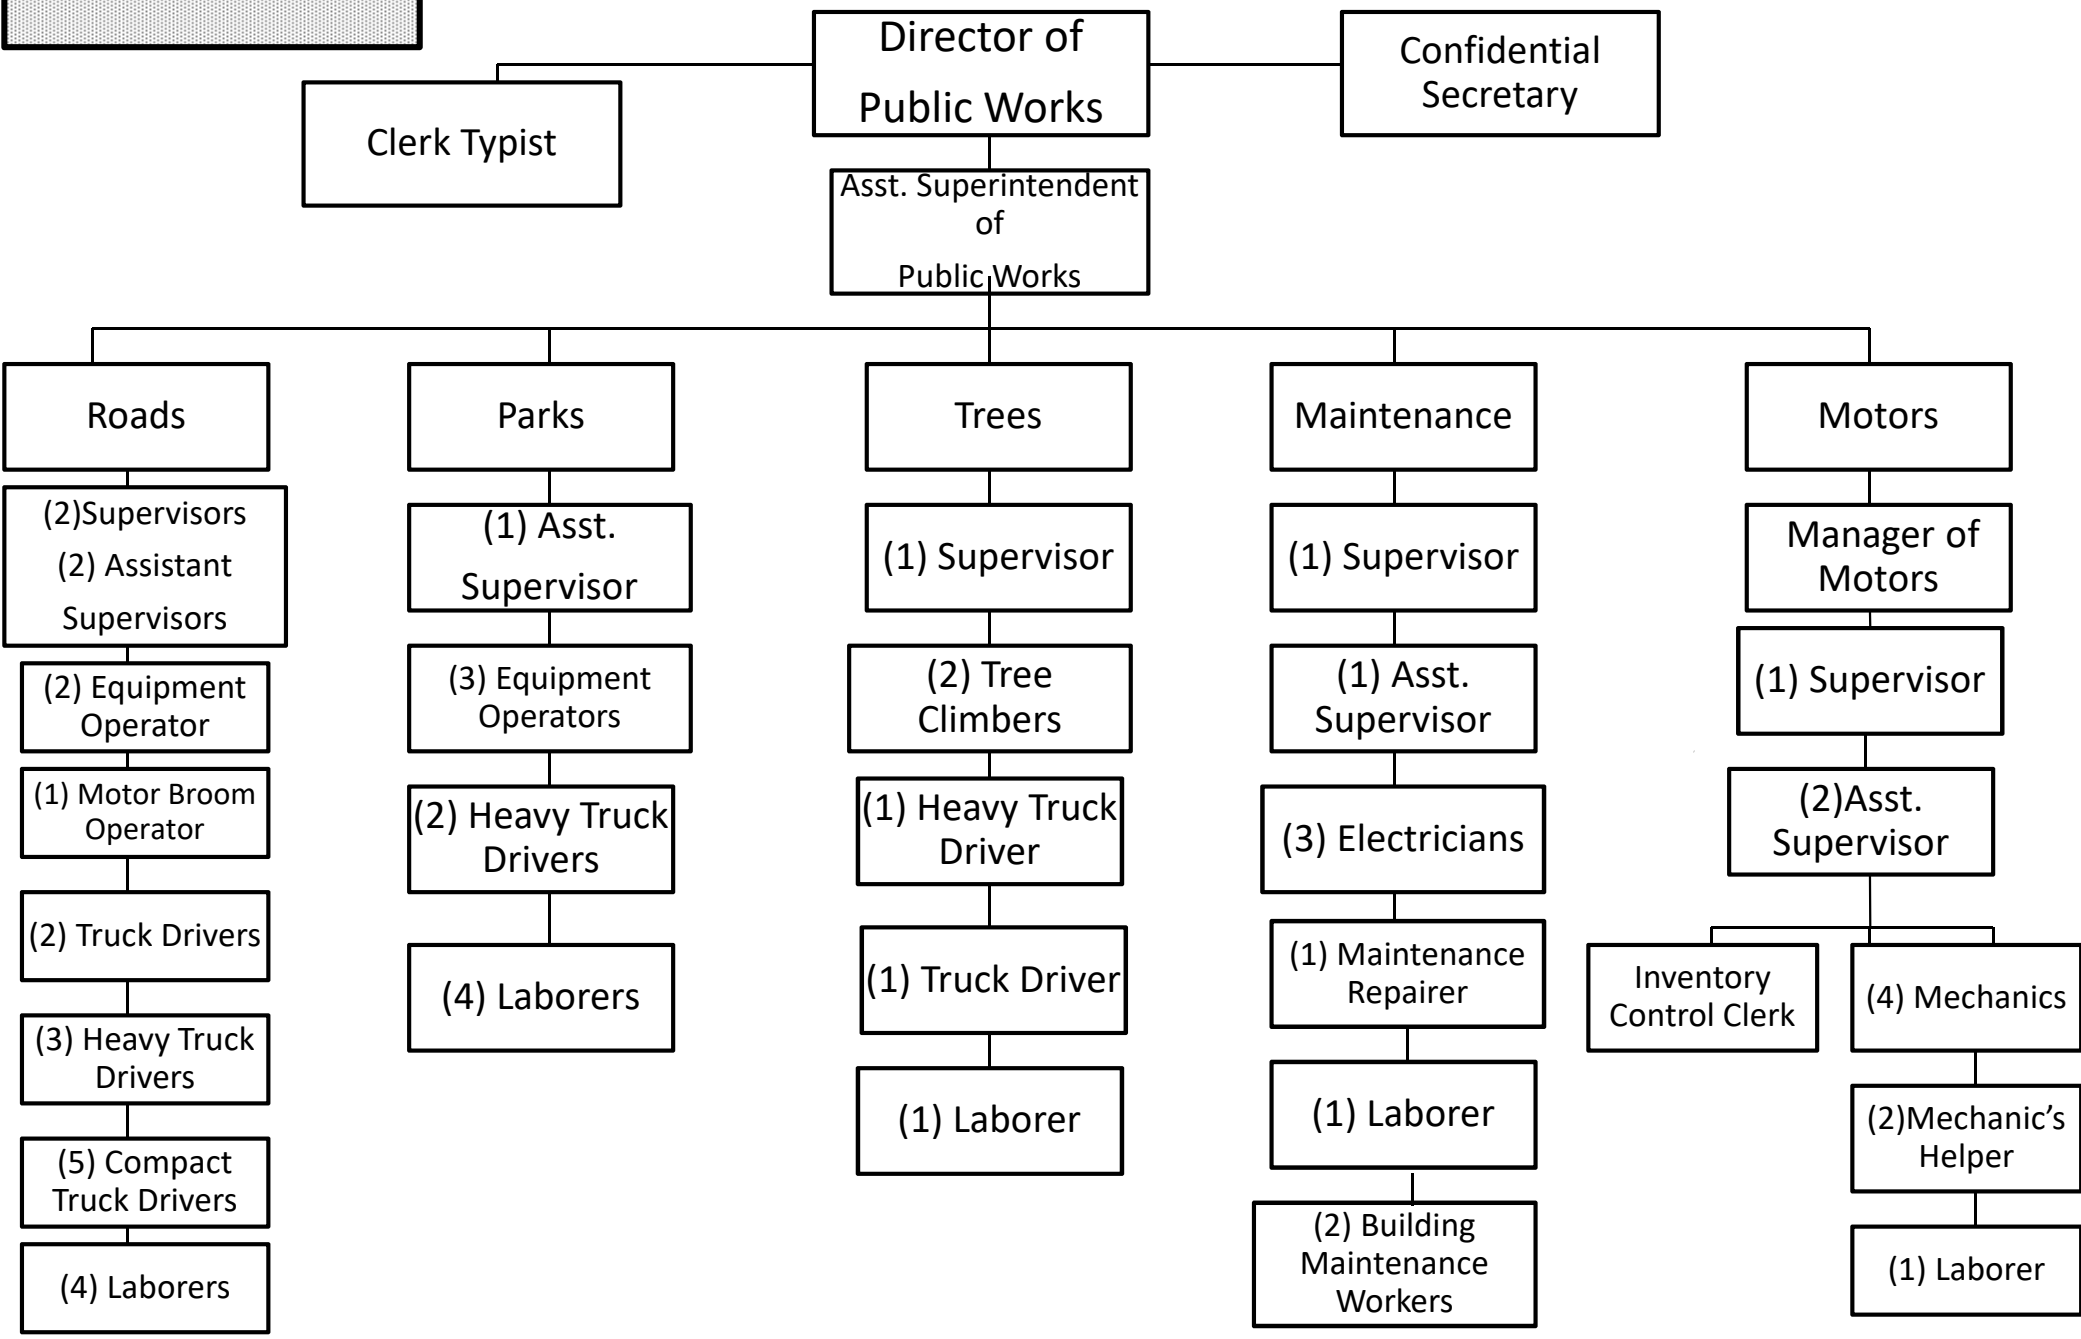 Director of
Public Works
Confidential
Secretary
Clerk Typist
Asst. Superintendent
of
Public Works
Roads
Parks
Trees
Maintenance
Motors
(2)Supervisors
(2) Assistant
Supervisors
(2) Equipment
Operator
(1) Motor Broom
Operator
(2) Truck Drivers
(3) Heavy Truck
Drivers
(5) Compact
Truck Drivers
(4) Laborers
(1) Asst.
Supervisor
(3) Equipment
Operators
(2) Heavy Truck
Drivers
(4) Laborers
(1) Supervisor
(2) Tree
Climbers
(1) Heavy Truck
Driver
(1) Truck Driver
(1) Laborer
(1) Supervisor
(1) Asst.
Supervisor
(3) Electricians
(1) Maintenance
Repairer
(1) Laborer
(2) Building
Maintenance
Workers
Manager of
Motors
(1) Supervisor
(2)Asst.
Supervisor
Inventory
Control Clerk
(4) Mechanics
(2)Mechanic’s
Helper
(1) Laborer